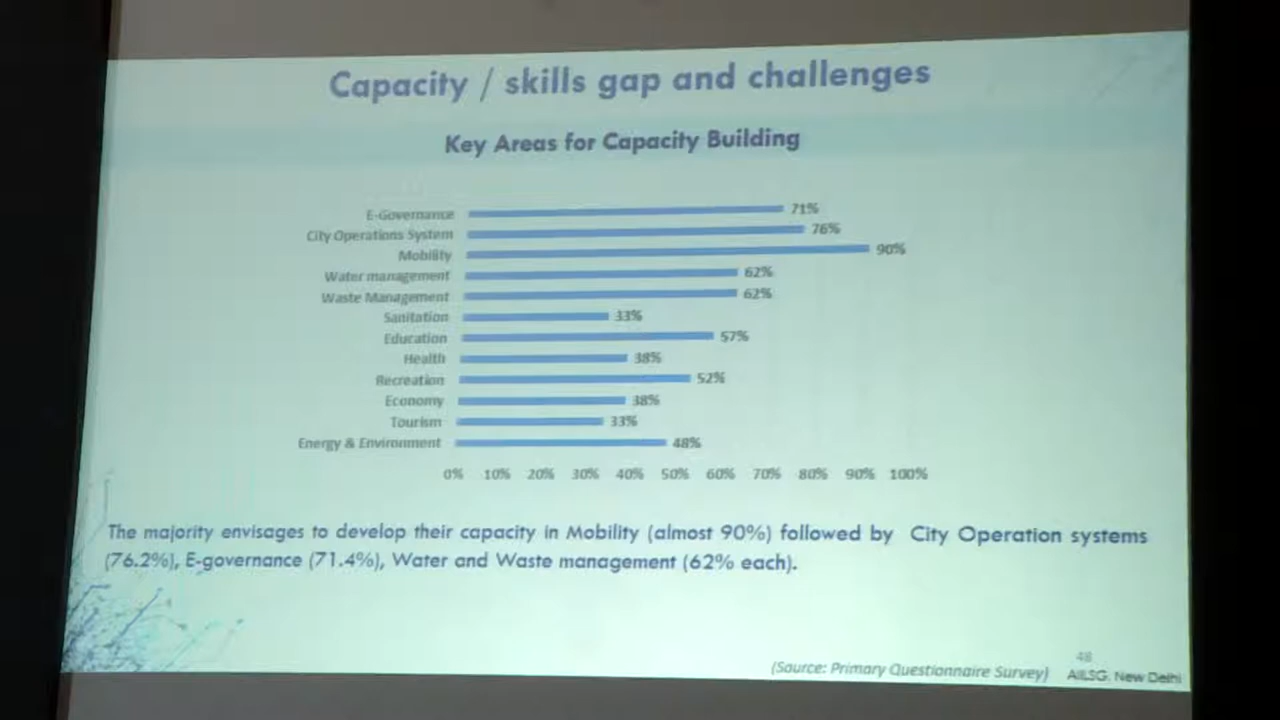 Capacity / skills gap and challenges
Key Areas for Capacity Building
E-Governance 71%
City Operations System 76%
Mobility 90%
Water management 62%
Waste Management 62%
Sanitation 33%
Education 57%
Health 38%
Recreation 52%
Economy 38%
Tourism 33%
Energy & Environment 48%
0% 10% 20% 30% 40% 50% 60% 70% 80% 90% 100%
The majority envisages to develop their capacity in Mobility (almost 90%) followed by City Operation systems
(76.2%), E-governance (71.4%), Water and Waste management (62% each).
48
(Source: Primary Questionnaire Survey) AIILSG, New Delhi